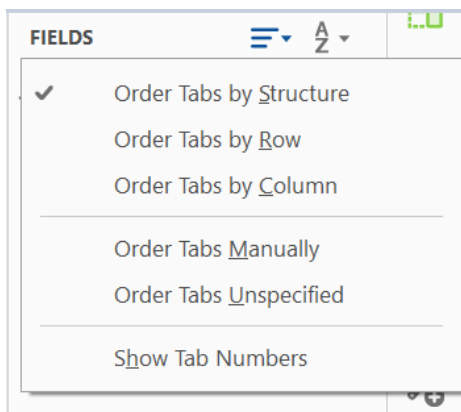 FIELDS
A
Z
Order Tabs by Structure
Order Tabs by Row
Order Tabs by Column
Order Tabs Manually
Order Tabs Unspecified
Show Tab Numbers